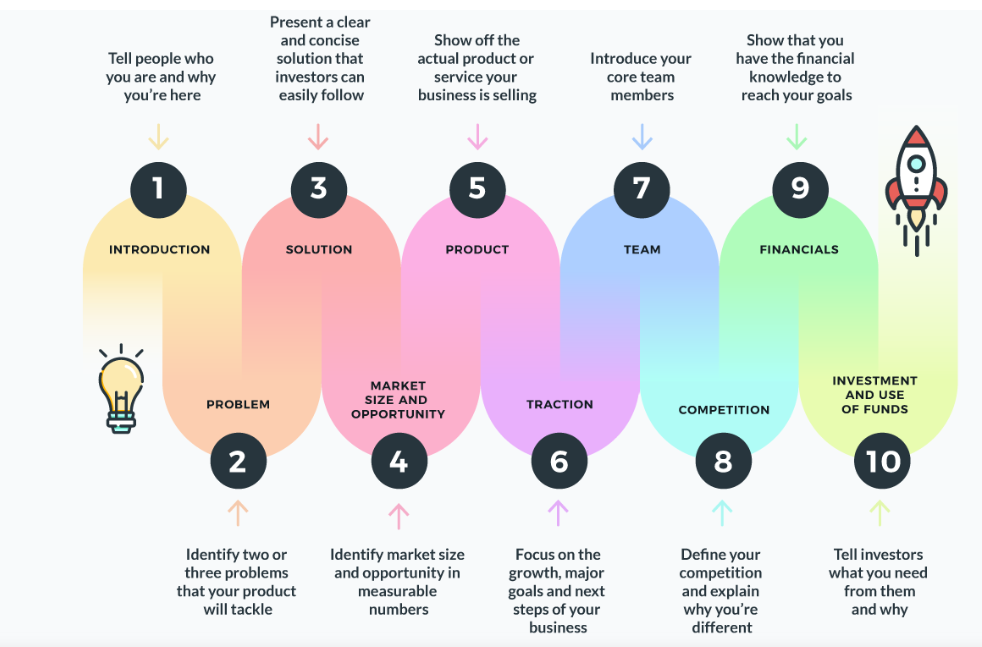 Tell people who
you are and why
you're here
1
INTRODUCTION
PROBLEM
2
Identify two or
three problems
that your product
will tackle
Present a clear
and concise
solution that
investors can
easily follow
3
SOLUTION
MARKET
SIZE AND
OPPORTUNITY
4
Identify market size
and opportunity in
measurable
numbers
Show off the
actual product or
service your
business is selling
5
PRODUCT
TRACTION
6
Focus on the
growth, major
goals and next
steps of your
business
Introduce your
core team
members
7
TEAM
COMPETITION
8
Define your
competition
and explain
why you're
different
Show that you
have the financial
knowledge to
reach your goals
9
FINANCIALS
INVESTMENT
AND USE
OF FUNDS
10
Tell investors
what you need
from them
and why